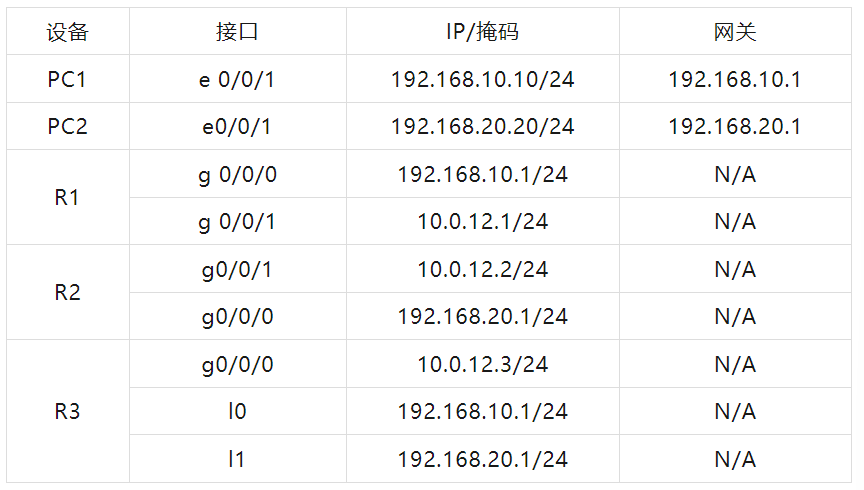 设备 接口 IP/掩码 网关
PC1 e 0/0/1 192.168.10.10/24 192.168.10.1
PC2 e0/0/1 192.168.20.20/24 192.168.20.1
R1 g 0/0/0 192.168.10.1/24 N/A
g 0/0/1 10.0.12.1/24 N/A
R2 g0/0/1 10.0.12.2/24 N/A
g0/0/0 192.168.20.1/24 N/A
R3 g0/0/0 10.0.12.3/24 N/A
l0 192.168.10.1/24 N/A
l1 192.168.20.1/24 N/A